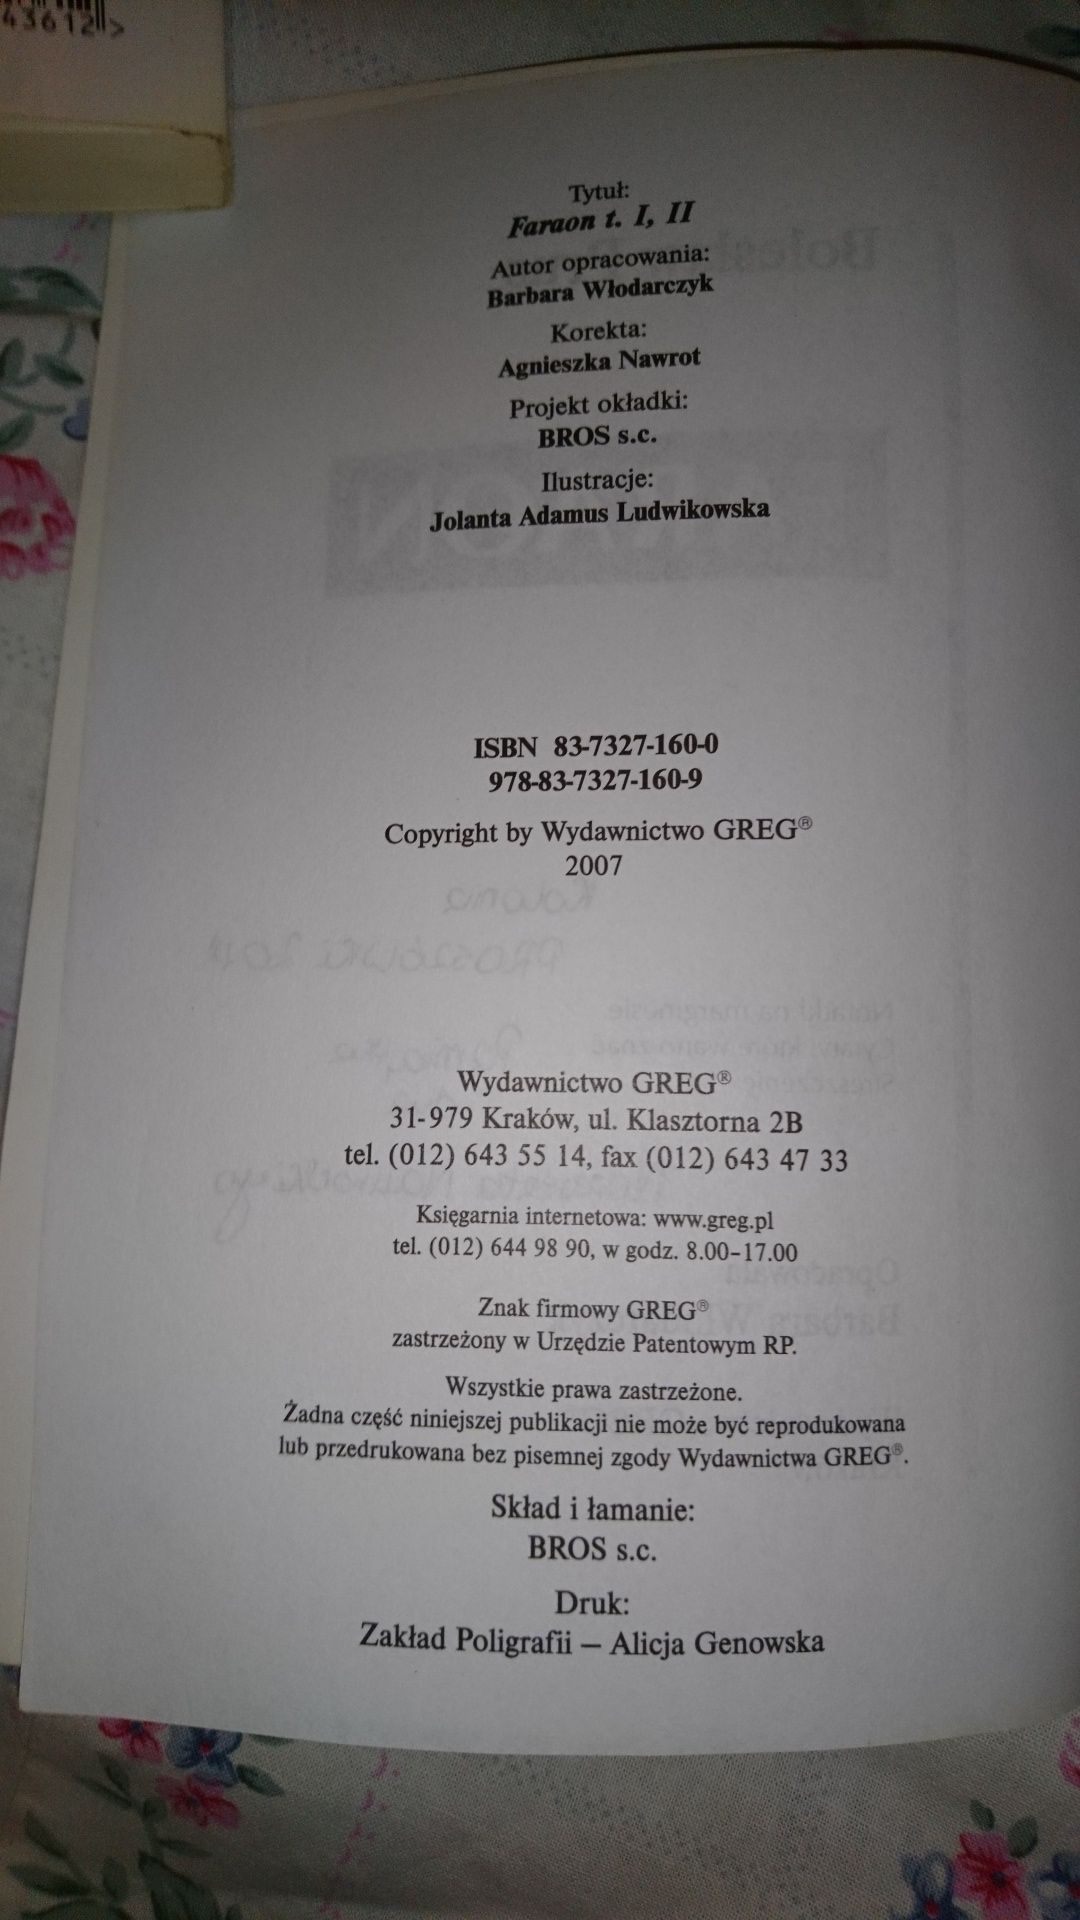 43612
Tytuł:
Faraon t. I, II
Autor opracowania:
Barbara Włodarczyk
Korekta:
Agnieszka Nawrot
Projekt okładki:
BROS s.c.
Ilustracje:
Jolanta Adamus Ludwikowska
ISBN 83-7327-160-0
978-83-7327-160-9
Copyright by Wydawnictwo GREG®
2007
Wydawnictwo GREG®
31-979 Kraków, ul. Klasztorna 2B
tel. (012) 643 55 14, fax (012) 643 47 33
Księgarnia internetowa: www.greg.pl
tel. (012) 644 98 90, w godz. 8.00–17.00
Znak firmowy GREG®
zastrzeżony w Urzędzie Patentowym RP.
Wszystkie prawa zastrzeżone.
Żadna część niniejszej publikacji nie może być reprodukowana
lub przedrukowana bez pisemnej zgody Wydawnictwa GREG®.
Skład i łamanie:
BROS s.c.
Druk:
Zakład Poligrafii – Alicja Genowska